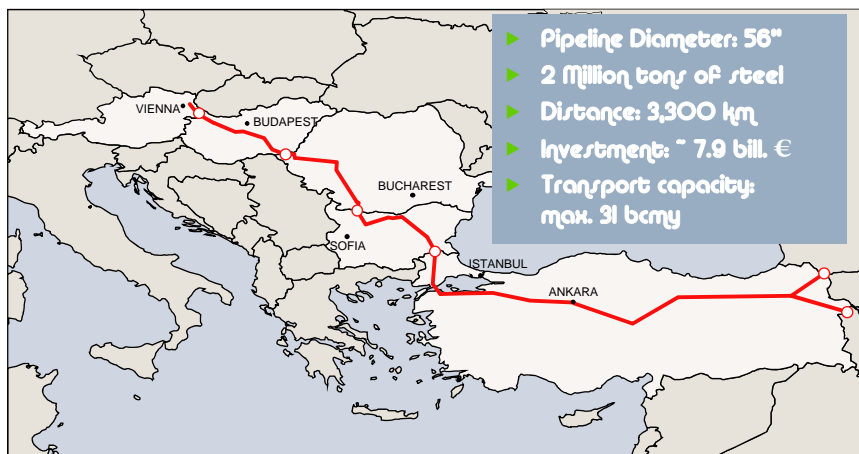 Pipeline Diameter: 56"
2 Million tons of steel
Distance: 3,300 km
Investment: ~ 7.9 bill. €
Transport capacity:
max. 31 bcmy
VIENNA
BUDAPEST
BUCHAREST
SOFIA
ISTANBUL
ANKARA